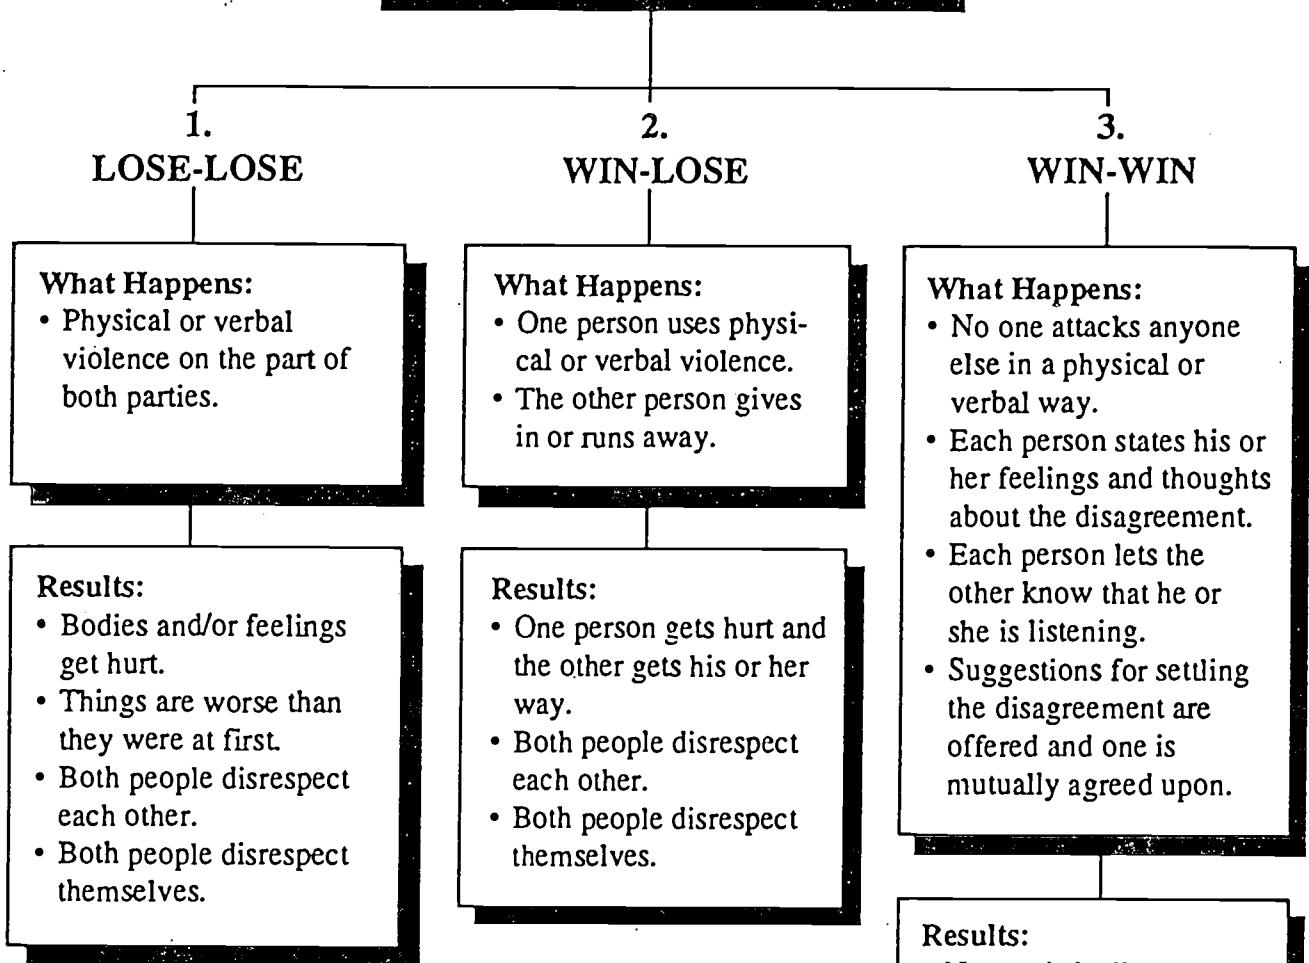 1.
LOSE-LOSE
What Happens:
• Physical or verbal
violence on the part of
both parties.
Results:
• Bodies and/or feelings
get hurt.
• Things are worse than
they were at first.
• Both people disrespect
each other.
• Both people disrespect
themselves.
2.
WIN-LOSE
What Happens:
• One person uses physi-
cal or verbal violence.
• The other person gives
in or runs away.
Results:
• One person gets hurt and
the other gets his or her
way.
• Both people disrespect
each other.
• Both people disrespect
themselves.
3.
WIN-WIN
What Happens:
• No one attacks anyone
else in a physical or
verbal way.
• Each person states his or
her feelings and thoughts
about the disagreement.
• Each person lets the
other know that he or
she is listening.
• Suggestions for settling
the disagreement are
offered and one is
mutually agreed upon.
Results: